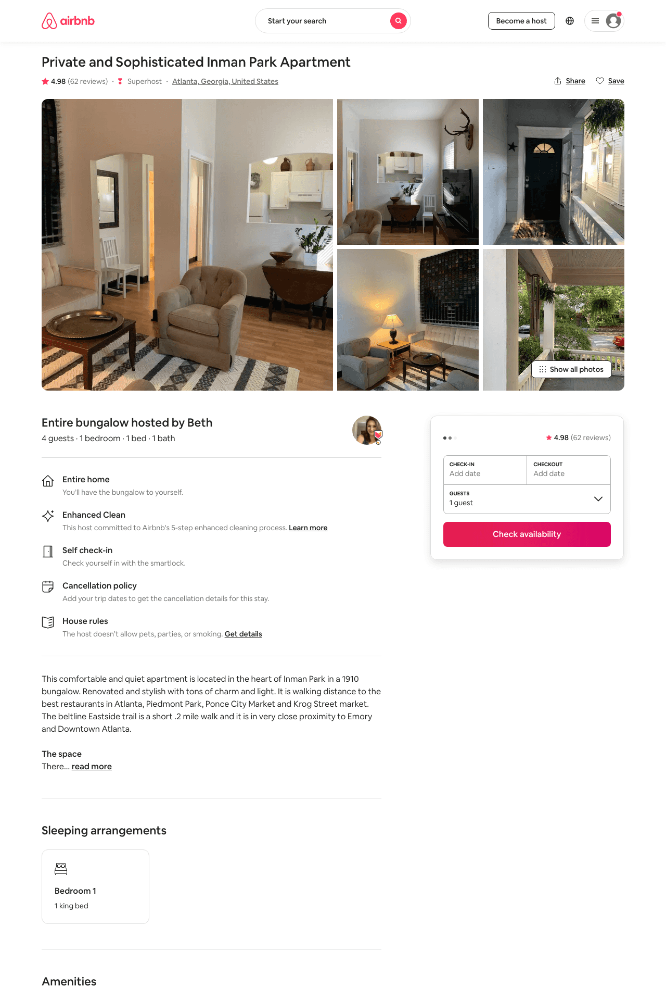 airbnb
Start your search
Become a host
Private and Sophisticated Inman Park Apartment
4.98 (62 reviews) · Superhost · Atlanta, Georgia, United States
Share
Save
Show all photos
Entire bungalow hosted by Beth
4 guests · 1 bedroom · 1 bed · 1 bath
4.98 (62 reviews)
CHECK-IN
Add date
CHECKOUT
Add date
GUESTS
1 guest
Check availability
Entire home
You’ll have the bungalow to yourself.
Enhanced Clean
This host committed to Airbnb's 5-step enhanced cleaning process. Learn more
Self check-in
Check yourself in with the smartlock.
Cancellation policy
Add your trip dates to get the cancellation details for this stay.
House rules
The host doesn’t allow pets, parties, or smoking. Get details
This comfortable and quiet apartment is located in the heart of Inman Park in a 1910
bungalow. Renovated and stylish with tons of charm and light. It is walking distance to the
best restaurants in Atlanta, Piedmont Park, Ponce City Market and Krog Street market.
The beltline Eastside trail is a short .2 mile walk and it is in very close proximity to Emory
and Downtown Atlanta.
The space
There... read more
Sleeping arrangements
Bedroom 1
1 king bed
Amenities